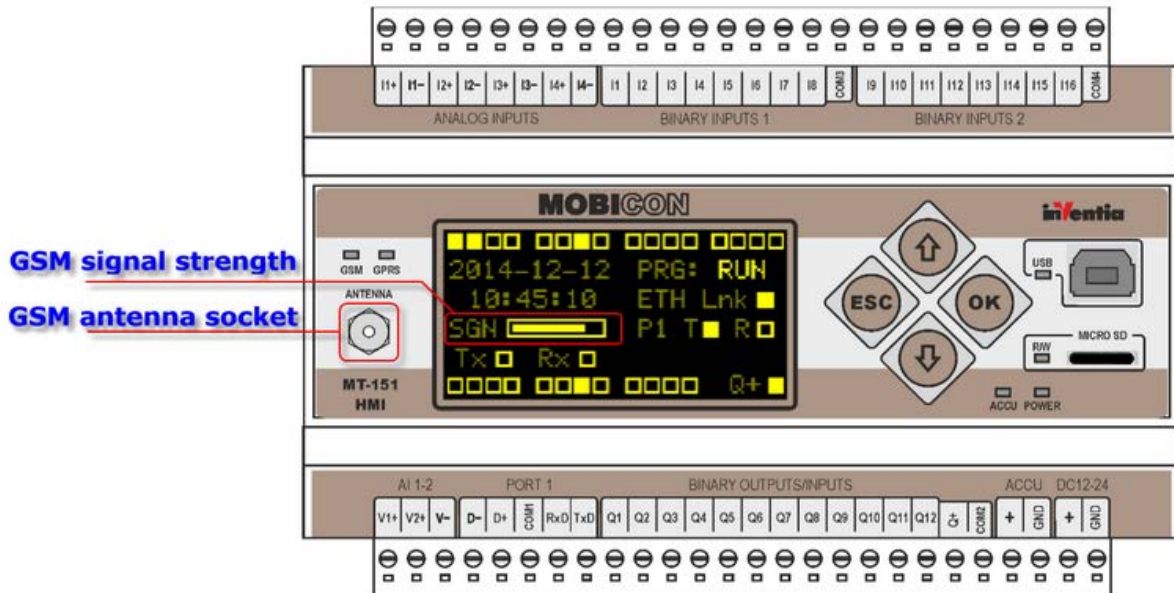 I1+ I1- I2+ I2- I3+ I3- I4+ I4- I1 I2 I3 I4 I5 I6 I7 I8 COM3 I9 I10 I11 I12 I13 I14 I15 I16 COM4
ANALOG INPUTS BINARY INPUTS 1 BINARY INPUTS 2
MOBICON
inVentia
GSM signal strength
GSM antenna socket
GSM GPRS
ANTENNA
MT-151
HMI
2014-12-12 PRG: RUN
10:45:10 ETH Lnk
SGN P1 T R
Tx Rx
Q+
ESC OK
USB
MICRO SD
R/W
ACCU POWER
AI 1-2 PORT 1 BINARY OUTPUTS/INPUTS ACCU DC12-24
V1+ V2+ V- D- D+ COM1 RxD TxD Q1 Q2 Q3 Q4 Q5 Q6 Q7 Q8 Q9 Q10 Q11 Q12 Q+ COM2 + GND + GND